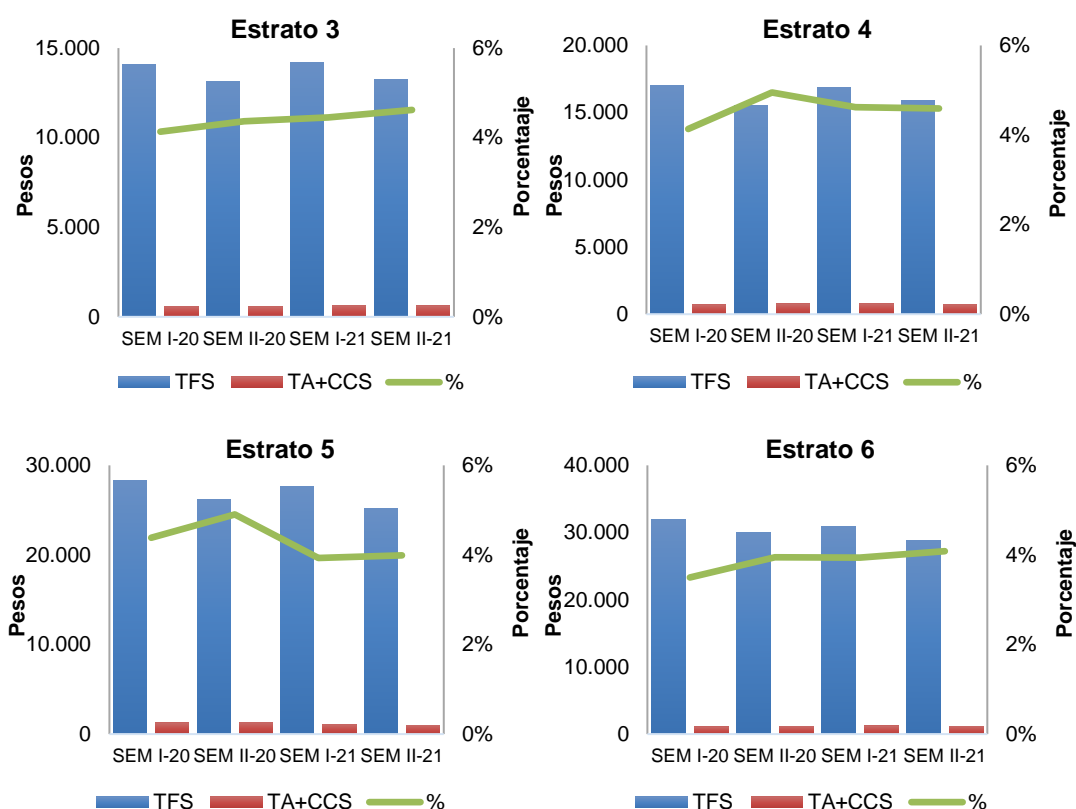 Estrato 3
15.000
10.000
5.000
0
6%
4%
2%
0%
Pesos
Porcentaaje
SEM I-20 SEM II-20 SEM I-21 SEM II-21
TFS TA+CCS %
Estrato 4
20.000
15.000
10.000
5.000
0
6%
4%
2%
0%
Pesos
Porcentaje
SEM I-20 SEM II-20 SEM I-21 SEM II-21
TFS TA+CCS %
Estrato 5
30.000
20.000
10.000
0
6%
4%
2%
0%
Pesos
Porcentaje
SEM I-20 SEM II-20 SEM I-21 SEM II-21
TFS TA+CCS %
Estrato 6
40.000
30.000
20.000
10.000
0
6%
4%
2%
0%
Pesos
Porcentaje
SEM I-20 SEM II-20 SEM I-21 SEM II-21
TFS TA+CCS %